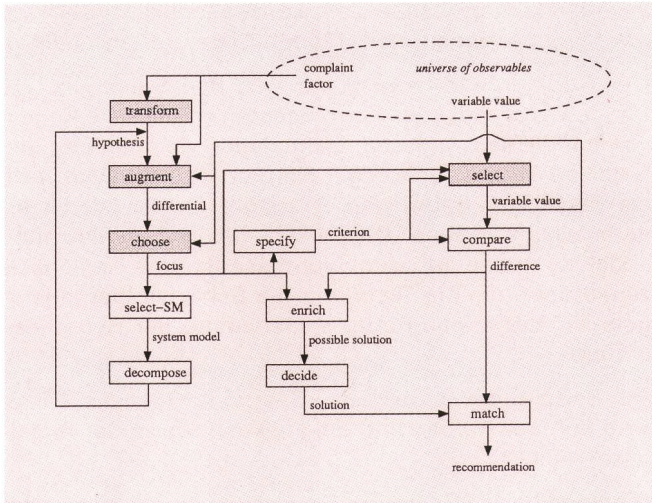 complaint
factor
universe of observables
variable value
transform
hypothesis
augment
select
differential
variable value
choose
specify
criterion
compare
focus
difference
select–SM
enrich
system model
possible solution
decompose
decide
solution
match
recommendation